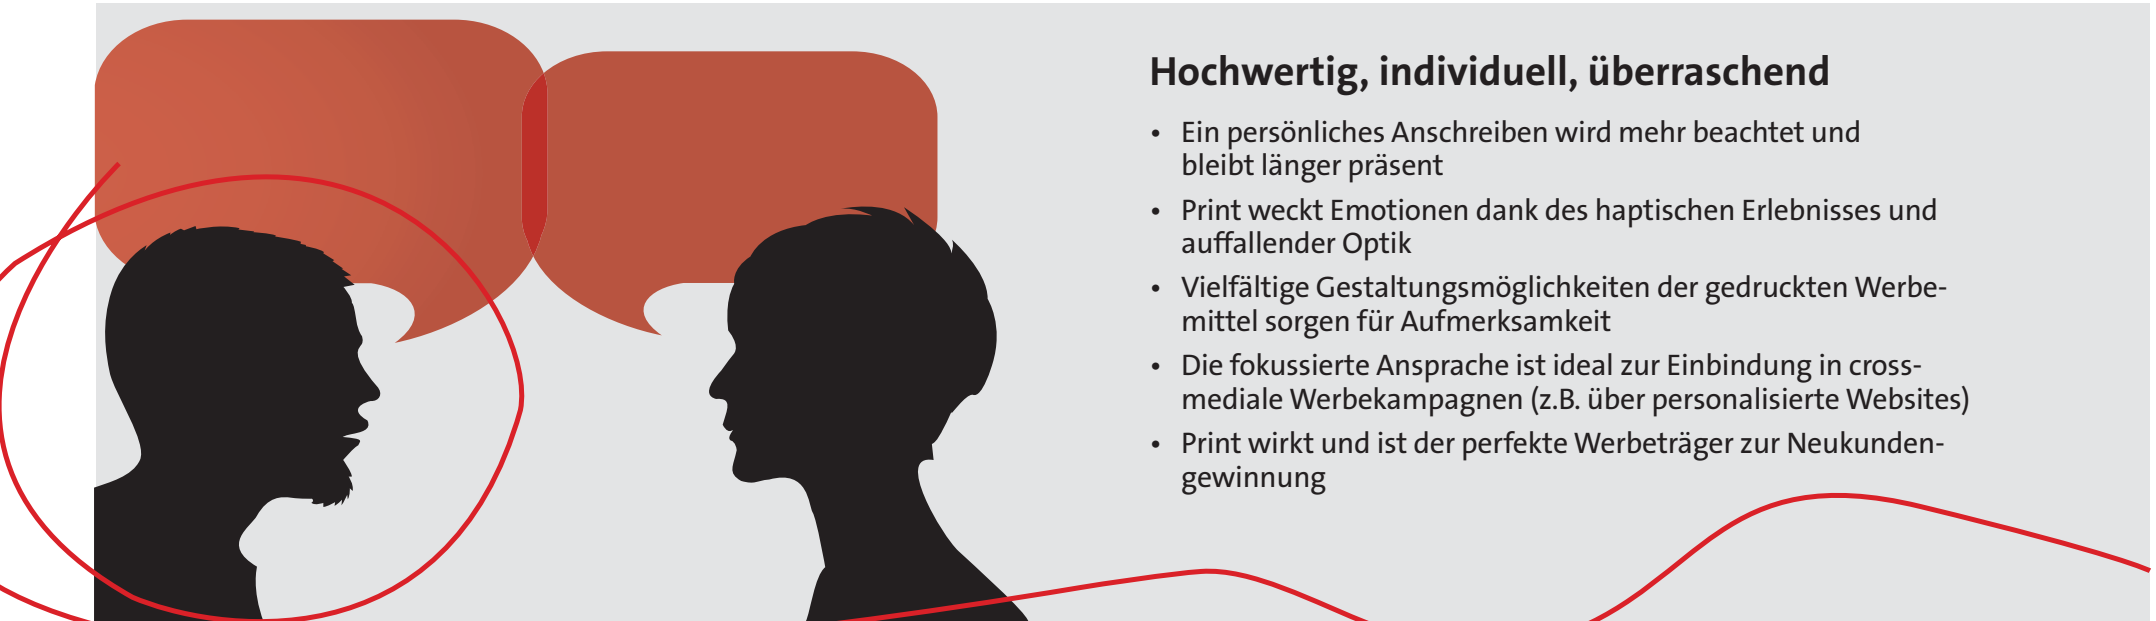 Hochwertig, individuell, überraschend
• Ein persönliches Anschreiben wird mehr beachtet und
bleibt länger präsent
• Print weckt Emotionen dank des haptischen Erlebnisses und
auffallender Optik
• Vielfältige Gestaltungsmöglichkeiten der gedruckten Werbe-
mittel sorgen für Aufmerksamkeit
• Die fokussierte Ansprache ist ideal zur Einbindung in cross-
mediale Werbekampagnen (z.B. über personalisierte Websites)
• Print wirkt und ist der perfekte Werbeträger zur Neukunden-
gewinnung